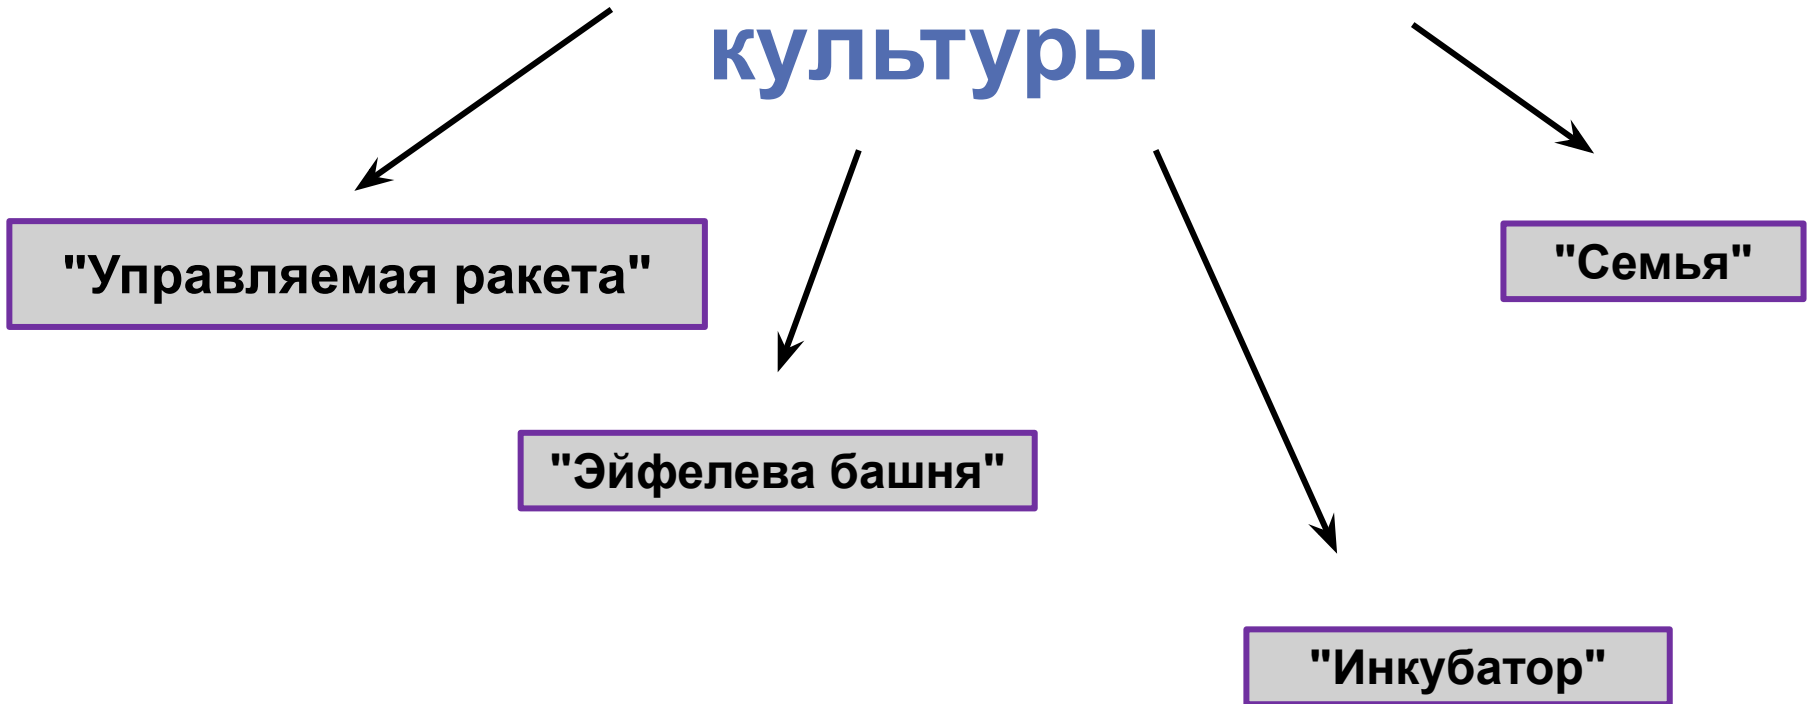 культуры
"Управляемая ракета"
"Семья"
"Эйфелева башня"
"Инкубатор"